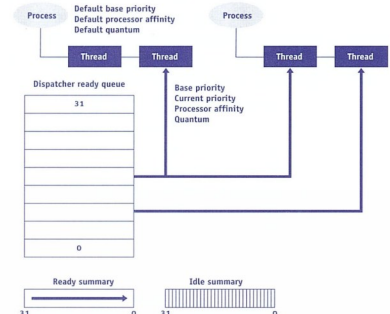 Process
Default base priority
Default processor affinity
Default quantum
Process
Thread
Thread
Thread
Thread
Dispatcher ready queue
31
0
Base priority
Current priority
Processor affinity
Quantum
Ready summary
Idle summary
31
0
31
0